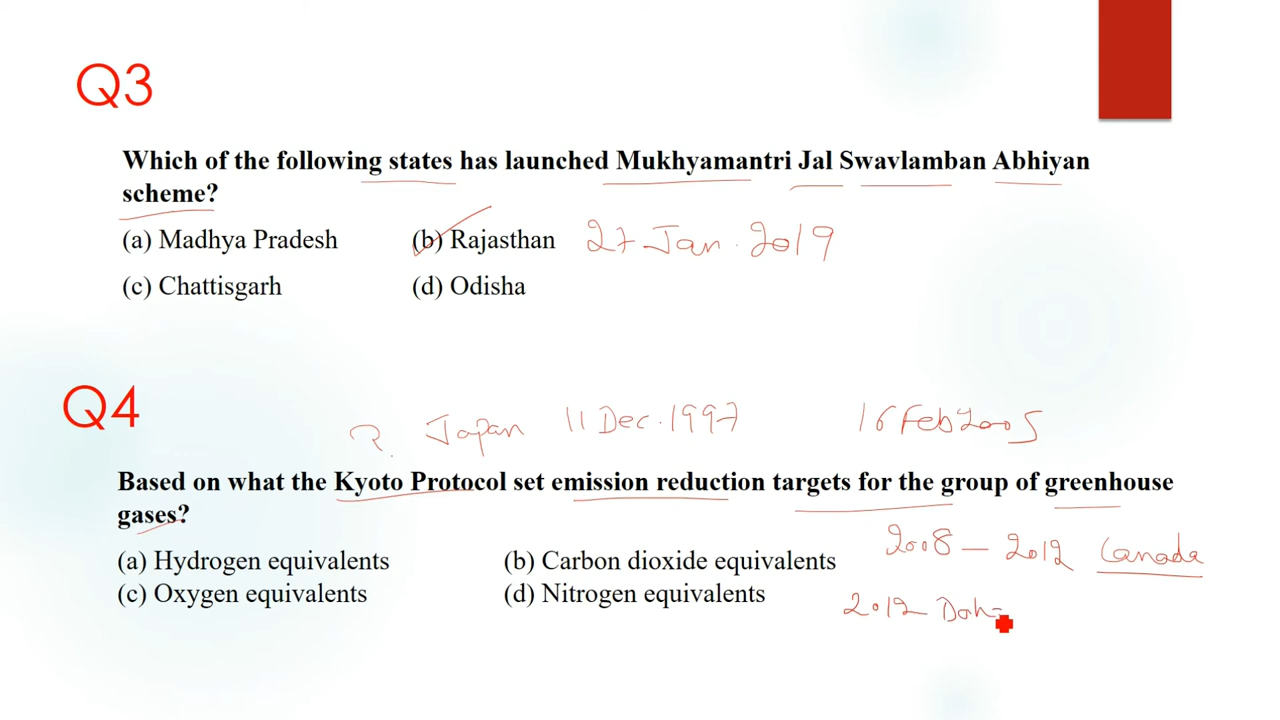 Q3
Which of the following states has launched Mukhyamantri Jal Swavlamban Abhiyan
scheme?
(a) Madhya Pradesh (b) Rajasthan 27 Jan. 2019
(c) Chattisgarh (d) Odisha
Q4
Japan 11 Dec. 1997 16 Feb 2005
Based on what the Kyoto Protocol set emission reduction targets for the group of greenhouse
gases?
2008 - 2012 Canada
(a) Hydrogen equivalents (b) Carbon dioxide equivalents
(c) Oxygen equivalents (d) Nitrogen equivalents 2012 Doh